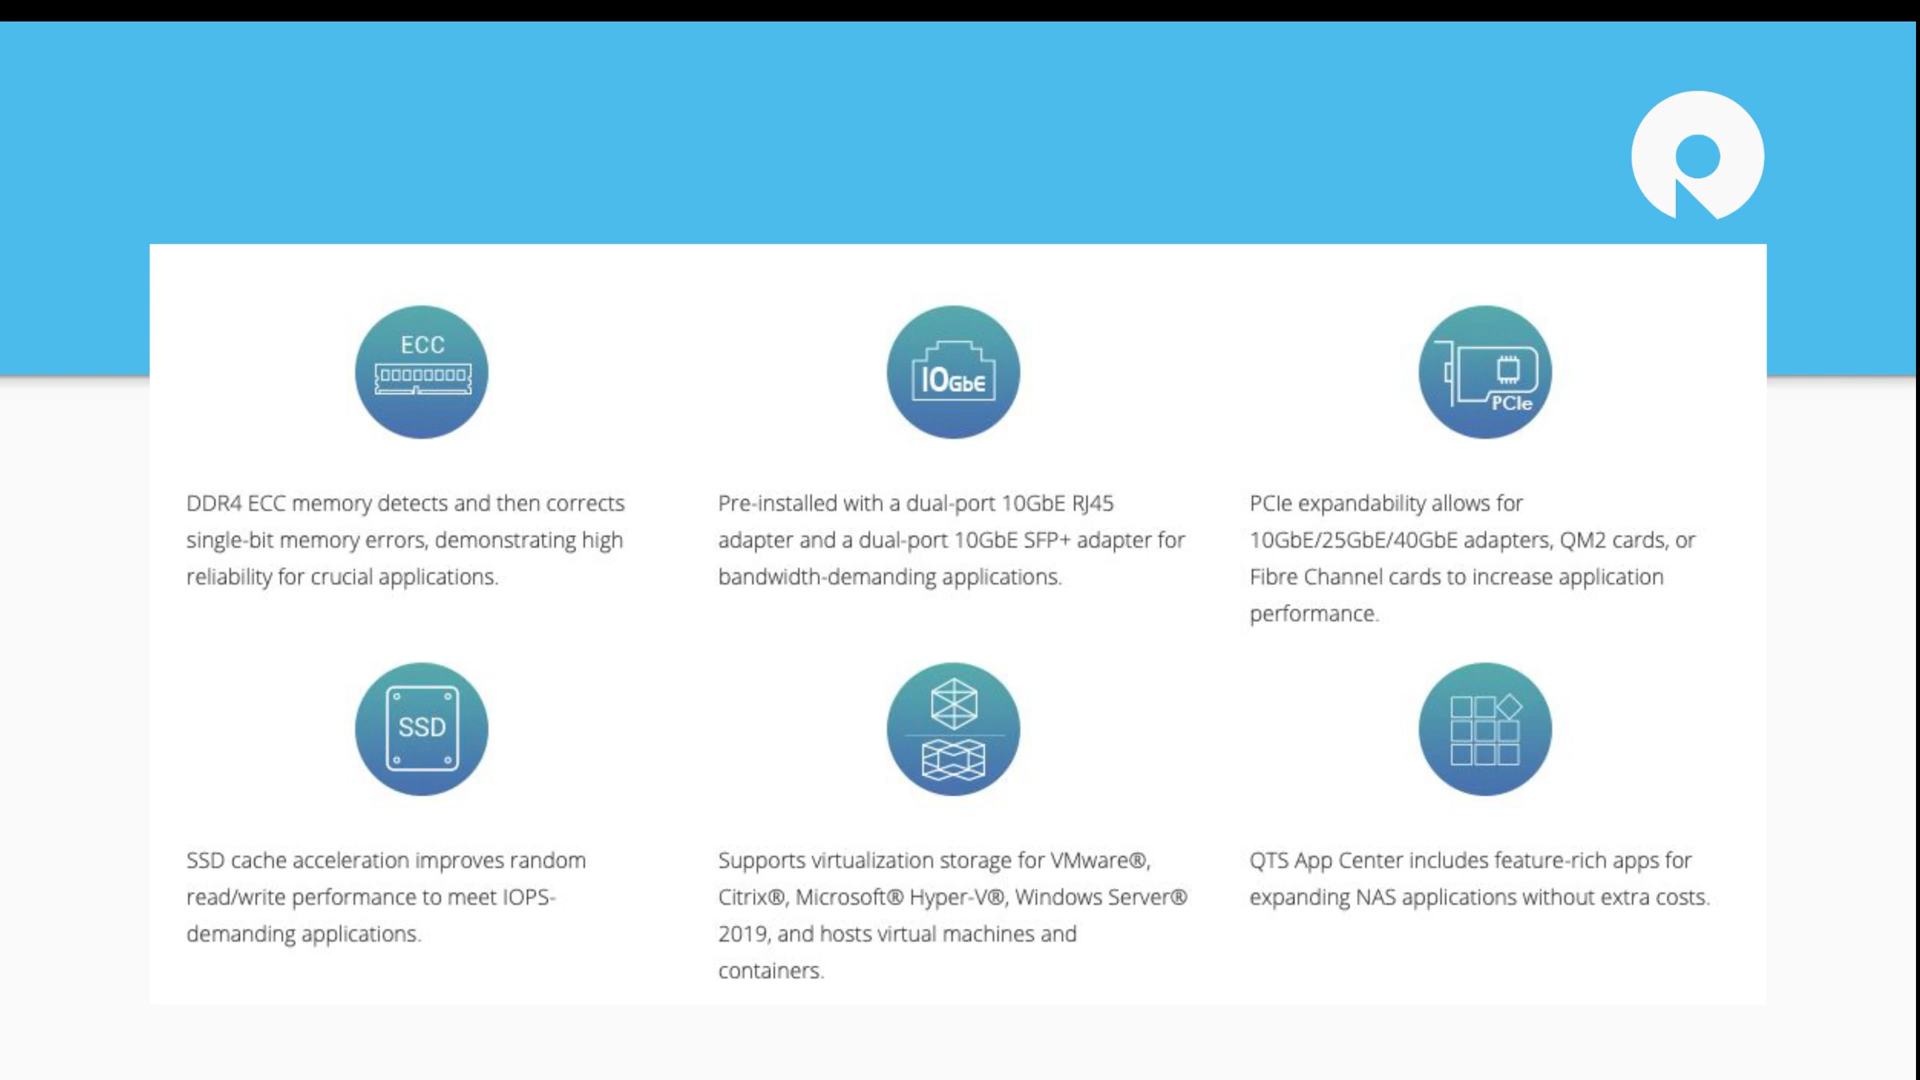 ECC
10GbE
PCIe
DDR4 ECC memory detects and then corrects
single-bit memory errors, demonstrating high
reliability for crucial applications.
Pre-installed with a dual-port 10GbE RJ45
adapter and a dual-port 10GbE SFP+ adapter for
bandwidth-demanding applications.
PCIe expandability allows for
10GbE/25GbE/40GbE adapters, QM2 cards, or
Fibre Channel cards to increase application
performance.
SSD
SSD cache acceleration improves random
read/write performance to meet IOPS-
demanding applications.
Supports virtualization storage for VMware®,
Citrix®, Microsoft® Hyper-V®, Windows Server®
2019, and hosts virtual machines and
containers.
QTS App Center includes feature-rich apps for
expanding NAS applications without extra costs.